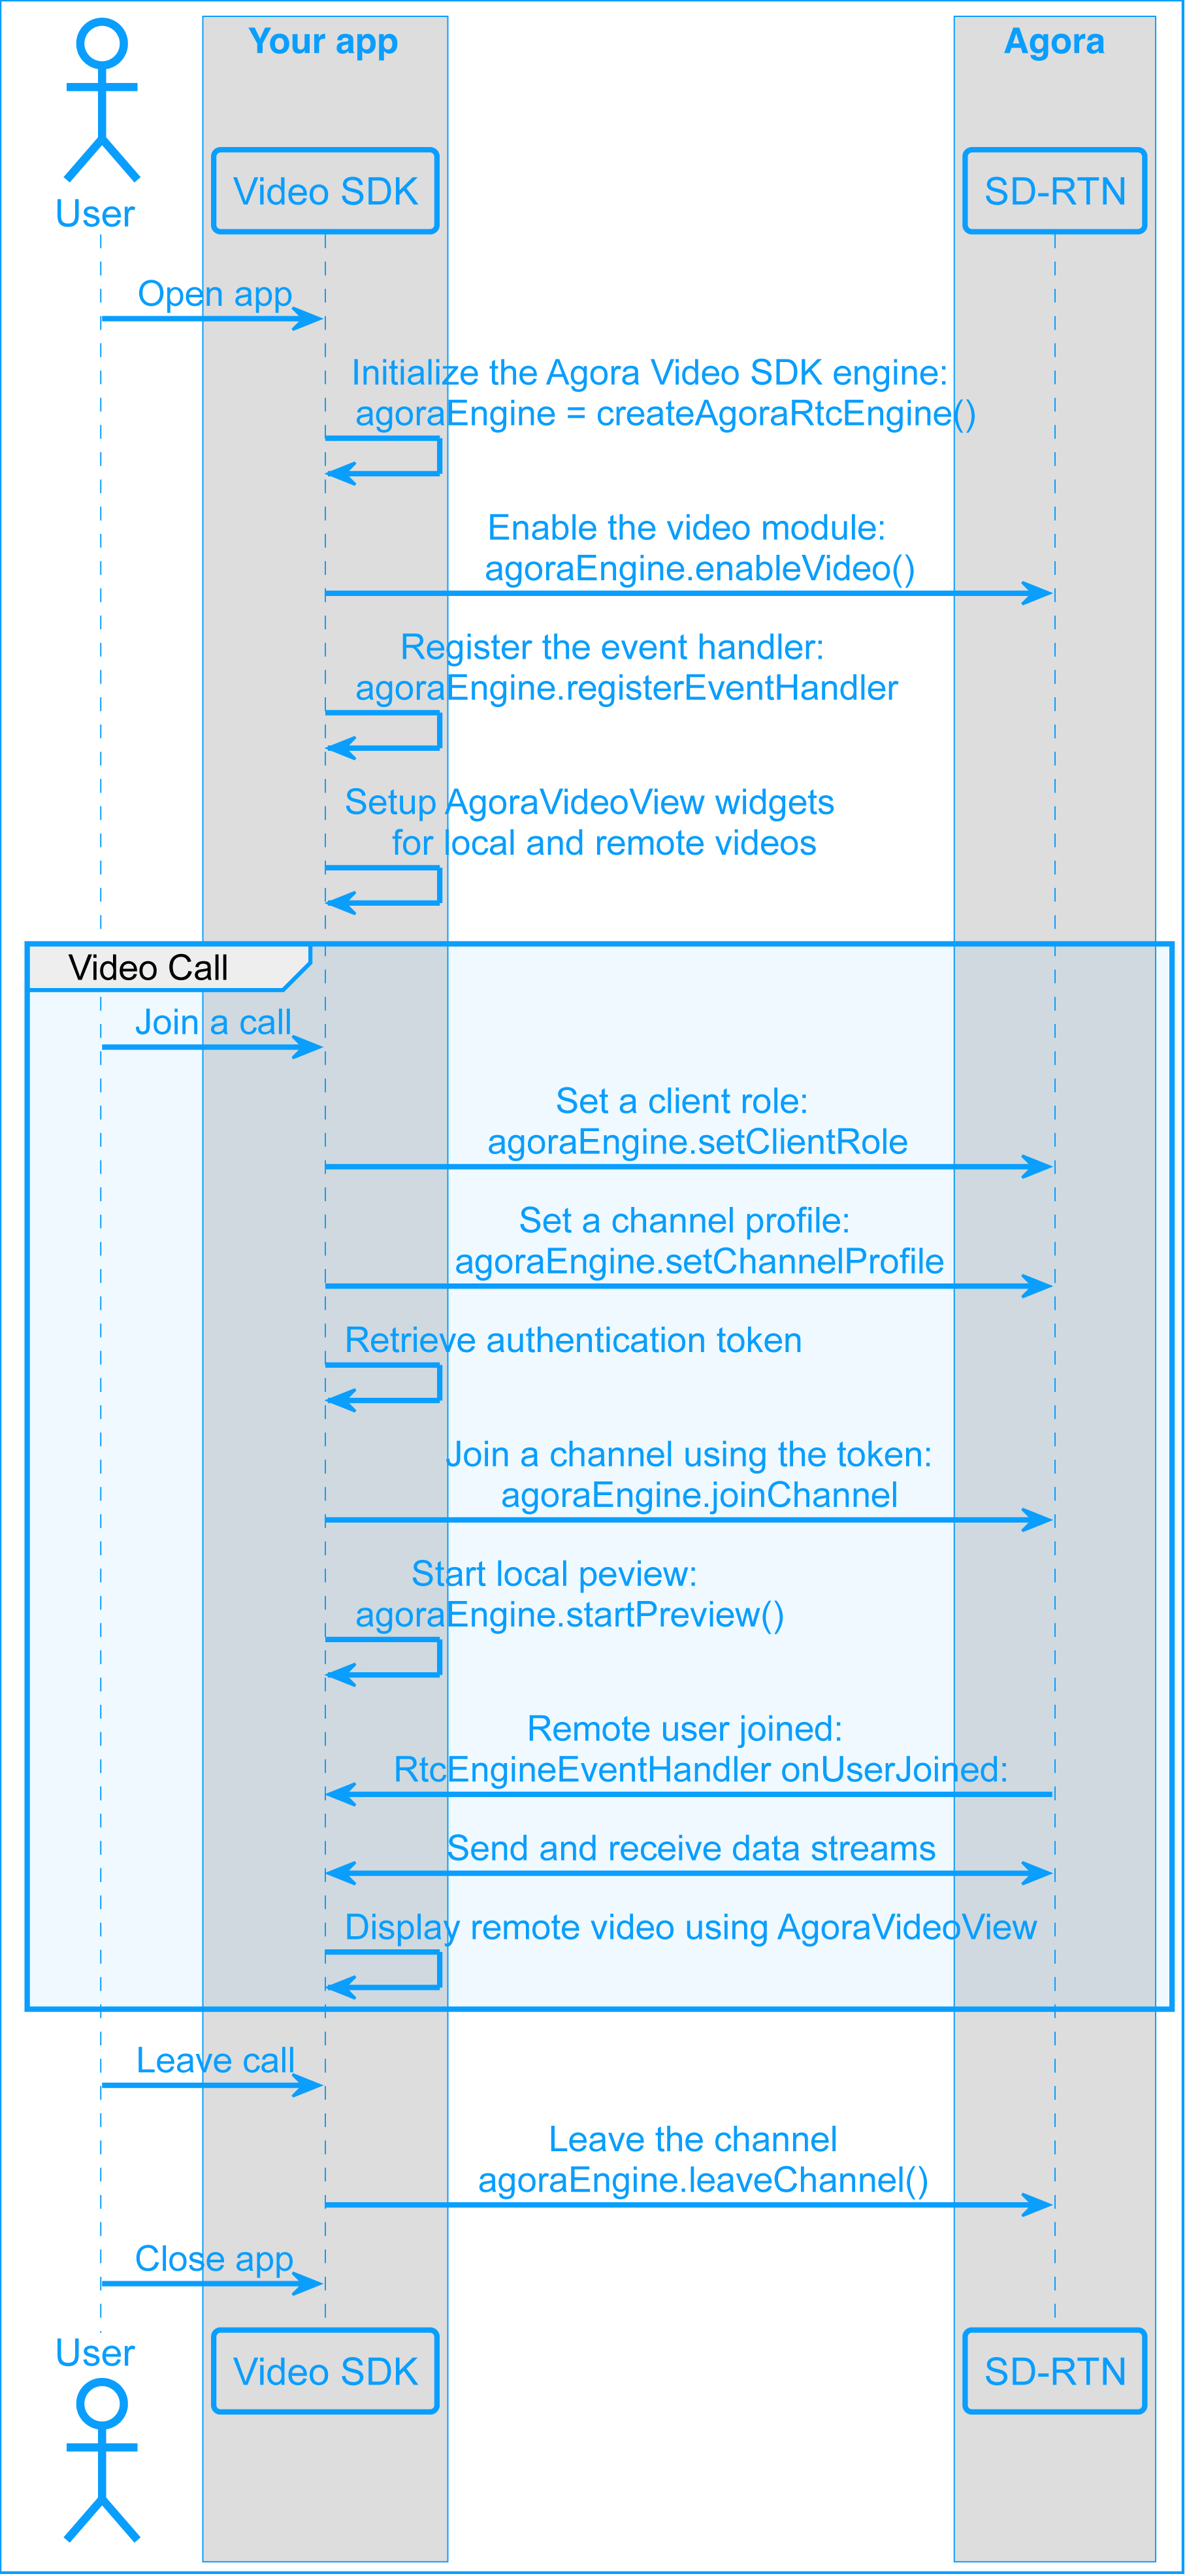 Your app
Agora
User
Video SDK
SD-RTN
Open app
Initialize the Agora Video SDK engine:
agoraEngine = createAgoraRtcEngine()
Enable the video module:
agoraEngine.enableVideo()
Register the event handler:
agoraEngine.registerEventHandler
Setup AgoraVideoView widgets
for local and remote videos
Video Call
Join a call
Set a client role:
agoraEngine.setClientRole
Set a channel profile:
agoraEngine.setChannelProfile
Retrieve authentication token
Join a channel using the token:
agoraEngine.joinChannel
Start local peview:
agoraEngine.startPreview()
Remote user joined:
RtcEngineEventHandler onUserJoined:
Send and receive data streams
Display remote video using AgoraVideoView
Leave call
Leave the channel
agoraEngine.leaveChannel()
Close app
User
Video SDK
SD-RTN